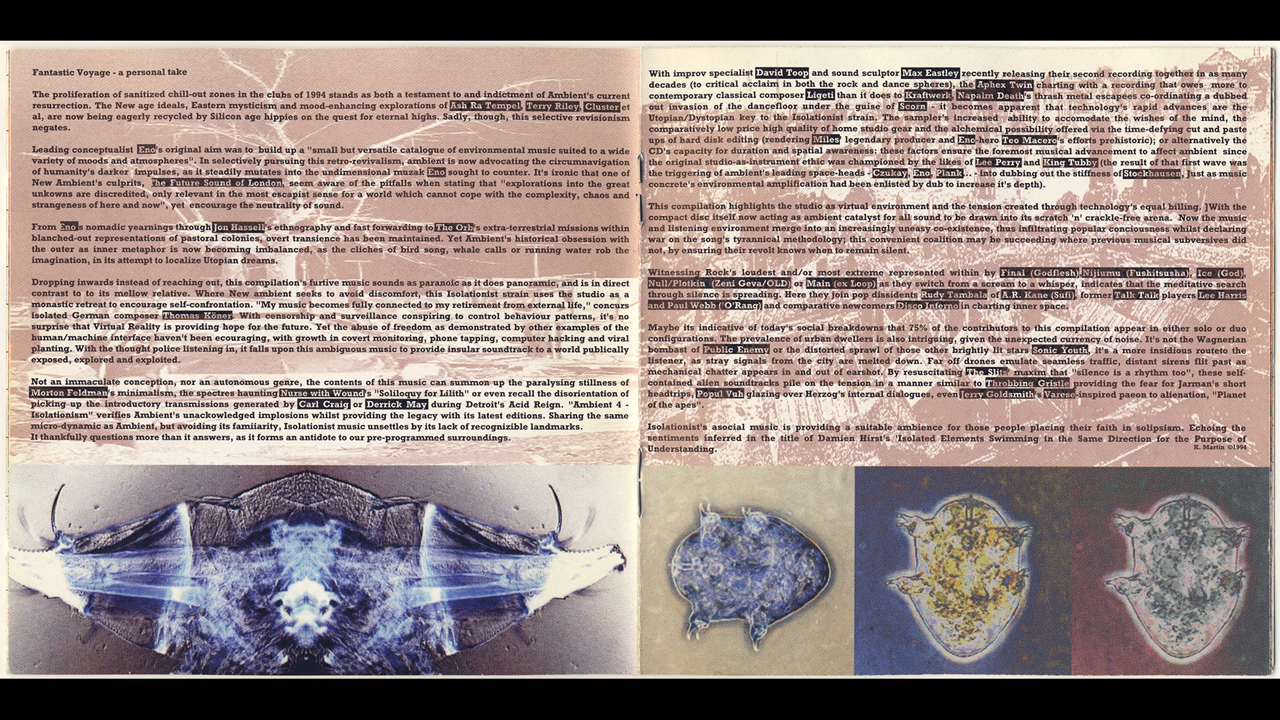 Fantastic Voyage - a personal take
The proliferation of sanitized chill-out zones in the clubs of 1994 stands as both a testament to and indictment of Ambient's current
resurrection. The New age ideals, Eastern mysticism and mood-enhancing explorations of Ash Ra Tempel, Terry Riley, Cluster et
al, are now being eagerly recycled by Silicon age hippies on the quest for eternal highs. Sadly, though, this selective revisionism
negates.
Leading conceptualist Eno's original aim was to build up a "small but versatile catalogue of environmental music suited to a wide
variety of moods and atmospheres". In selectively pursuing this retro-revivalism, ambient is now advocating the circumnavigation
of humanity's darker impulses, as it steadily mutates into the undimensional muzak Eno sought to counter. It's ironic that one of
New Ambient's culprits, The Future Sound of London, seem aware of the pitfalls when stating that "explorations into the great
unknowns are discredited, only relevant in the most escapist sense for a world which cannot cope with the complexity, chaos and
strangeness of here and now", yet encourage the neutrality of sound.
From Eno's nomadic yearnings through Jon Hassell's ethnography and fast forwarding to The Orb's extra-terrestrial missions within
blanched-out representations of pastoral colonies, overt transience has been maintained. Yet Ambient's historical obsession with
the outer as inner metaphor is now becoming imbalanced, as the clichés of bird song, whale calls or running water rob the
imagination, in its attempt to localize Utopian dreams.
Dropping inwards instead of reaching out, this compilation's furtive music sounds as paranoic as it does panoramic, and is in direct
contrast to to its mellow relative. Where New ambient seeks to avoid discomfort, this Isolationist strain uses the studio as a
monastic retreat to encourage self-confrontation. "My music becomes fully connected to my retirement from external life," concurs
isolated German composer Thomas Köner. With censorship and surveillance conspiring to control behaviour patterns, it's no
surprise that Virtual Reality is providing hope for the future. Yet the abuse of freedom as demonstrated by other examples of the
human/machine interface haven't been ecouraging, with growth in covert monitoring, phone tapping, computer hacking and viral
planting. With the thought police listening in, it falls upon this ambiguous music to provide insular soundtrack to a world publically
exposed, explored and exploited.
Not an immaculate conception, nor an autonomous genre, the contents of this music can summon up the paralysing stillness of
Morton Feldman's minimalism, the spectres haunting Nurse with Wound's "Soliloquy for Lilith" or even recall the disorientation of
picking-up the introductory transmissions generated by Carl Craig or Derrick May during Detroit's Acid Reign. "Ambient 4 -
Isolationism" verifies Ambient's unackowledged implosions whilst providing the legacy with its latest editions. Sharing the same
micro-dynamic as Ambient, but avoiding its familiarity, Isolationist music unsettles by its lack of recognizible landmarks.
It thankfully questions more than it answers, as it forms an antidote to our pre-programmed surroundings.
With improv specialist David Toop and sound sculptor Max Eastley recently releasing their second recording together in as many
decades (to critical acclaim in both the rock and dance spheres), the Aphex Twin charting with a recording that owes more to
contemporary classical composer Ligeti than it does to Kraftwerk, Napalm Death's thrash metal escapees co-ordinating a dubbed
out invasion of the dancefloor under the guise of Scorn - it becomes apparent that technology's rapid advances are the
Utopian/Dystopian key to the Isolationist strain. The sampler's increased ability to accomodate the wishes of the mind, the
comparatively low price high quality of home studio gear and the alchemical possibility offered via the time-defying cut and paste
ups of hard disk editing (rendering Miles' legendary producer and Eno-hero Teo Macero's efforts prehistoric); or alternatively the
CD's capacity for duration and spatial awareness; these factors ensure the foremost musical advancement to affect ambient since
the original studio-as-instrument ethic was championed by the likes of Lee Perry and King Tubby (the result of that first wave was
the triggering of ambient's leading space-heads - Czukay, Eno, Plank... - into dubbing out the stiffness of Stockhausen. Just as music
concrete's environmental amplification had been enlisted by dub to increase it's depth).
This compilation highlights the studio as virtual environment and the tension created through technology's equal billing. ]With the
compact disc itself now acting as ambient catalyst for all sound to be drawn into its scratch 'n' crackle-free arena. Now the music
and listening environment merge into an increasingly uneasy co-existence, thus infiltrating popular conciousness whilst declaring
war on the song's tyrannical methodology; this convenient coalition may be succeeding where previous musical subversives did
not, by ensuring their revolt knows when to remain silent.
Witnessing Rock's loudest and/or most extreme represented within by Final (Godflesh), Nijiumu (Fushitsusha), Ice (God),
Null/Plotkin (Zeni Geva/OLD) or Main (ex Loop) as they switch from a scream to a whisper, indicates that the meditative search
through silence is spreading. Here they join pop dissidents Rudy Tambala of A.R. Kane (Sufi), former Talk Talk players Lee Harris
and Paul Webb ('O'Rang) and comparative newcomers Disco Inferno in charting inner space.
Maybe its indicative of today's social breakdowns that 75% of the contributors to this compilation appear in either solo or duo
configurations. The prevalence of urban dwellers is also intriguing, given the unexpected currency of noise. It's not the Wagnerian
bombast of Public Enemy or the distorted sprawl of those other brightly lit stars Sonic Youth, it's a more insidious routeto the
listener, as stray signals from the city are melted down. Far off drones emulate seamless traffic, distant sirens flit past as
mechanical chatter appears in and out of earshot. By resuscitating The Slits' maxim that "silence is a rhythm too", these self-
contained alien soundtracks pile on the tension in a manner similar to Throbbing Gristle providing the fear for Jarman's short
headtrips, Popul Vuh glazing over Herzog's internal dialogues, even Jerry Goldsmith's Varese-inspired paeon to alienation, "Planet
of the apes".
Isolationist's asocial music is providing a suitable ambience for those people placing their faith in solipsism. Echoing the
sentiments inferred in the title of Damien Hirst's 'Isolated Elements Swimming in the Same Direction for the Purpose of
Understanding.
K. Martin ©1994